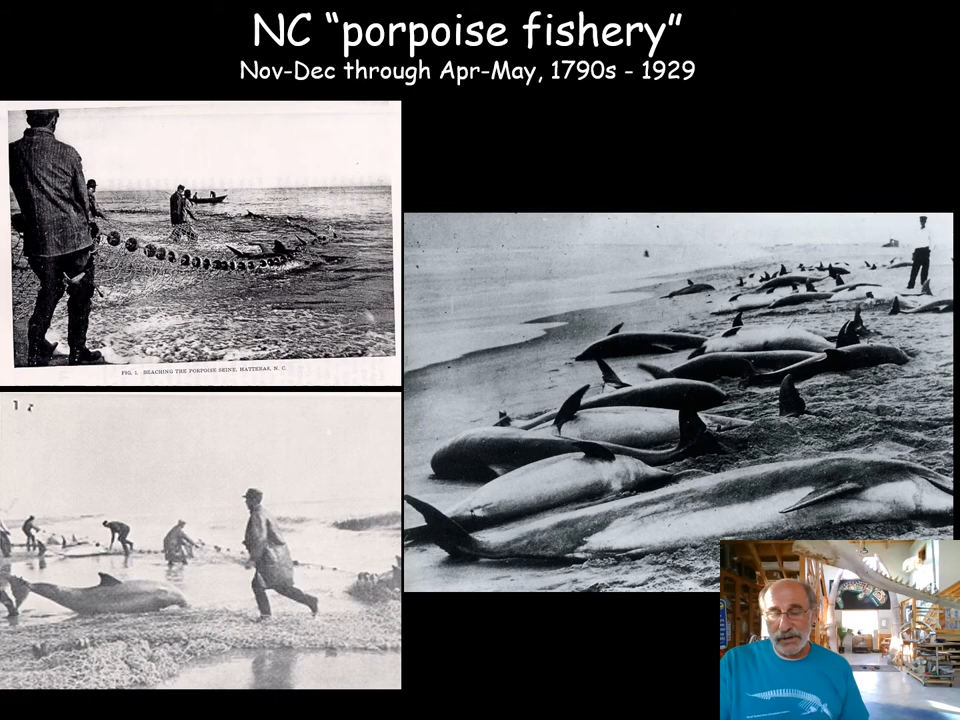 NC “porpoise fishery”
Nov-Dec through Apr-May, 1790s - 1929
FIG. 1. BEACHING THE PORPOISE SEINE, HATTERAS, N. C.